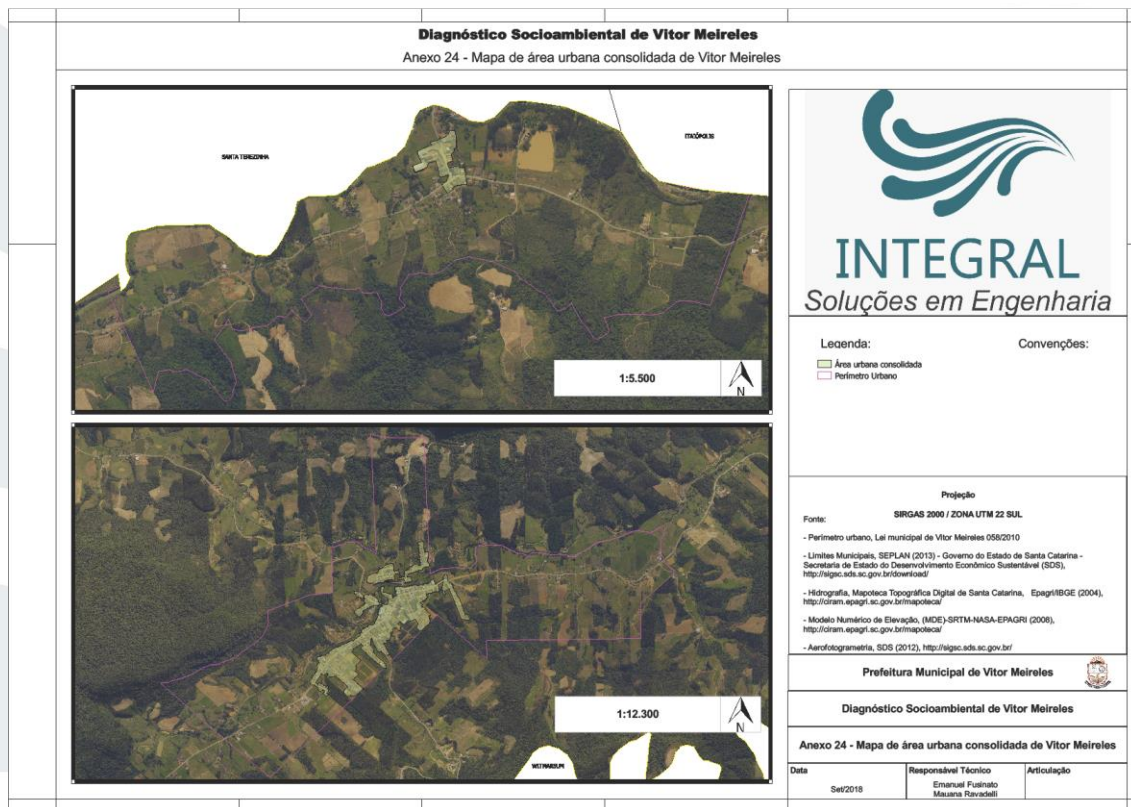 Diagnóstico Socioambiental de Vitor Meireles
Anexo 24 - Mapa de área urbana consolidada de Vitor Meireles
SANTA TEREZINHA
ITAIÓPOLIS
1:5.500
N
1:12.300
N
WITMARSUM
INTEGRAL
Soluções em Engenharia
Legenda:
Convenções:
Área urbana consolidada
Perímetro Urbano
Projeção
SIRGAS 2000 / ZONA UTM 22 SUL
Fonte:
- Perímetro urbano, Lei municipal de Vitor Meireles 058/2010
- Limites Municipais, SEPLAN (2013) - Governo do Estado de Santa Catarina -
Secretaria de Estado do Desenvolvimento Econômico Sustentável (SDS),
http://sigsc.sds.sc.gov.br/download/
- Hidrografia, Mapoteca Topográfica Digital de Santa Catarina, Epagri/IBGE (2004),
http://ciram.epagri.sc.gov.br/mapoteca/
- Modelo Numérico de Elevação, (MDE)-SRTM-NASA-EPAGRI (2008),
http://ciram.epagri.sc.gov.br/mapoteca/
- Aerofotogrametria, SDS (2012), http://sigsc.sds.sc.gov.br/
Prefeitura Municipal de Vitor Meireles
Diagnóstico Socioambiental de Vitor Meireles
Anexo 24 - Mapa de área urbana consolidada de Vitor Meireles
Data
Set/2018
Responsável Técnico
Emanuel Fusinato
Mauana Ravadelli
Articulação